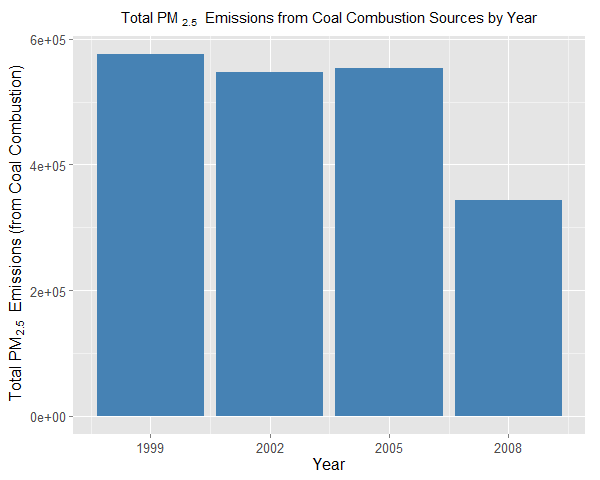 Total PM 2.5 Emissions from Coal Combustion Sources by Year
Total PM2.5 Emissions (from Coal Combustion)
6e+05
4e+05
2e+05
0e+00
1999 2002 2005 2008
Year